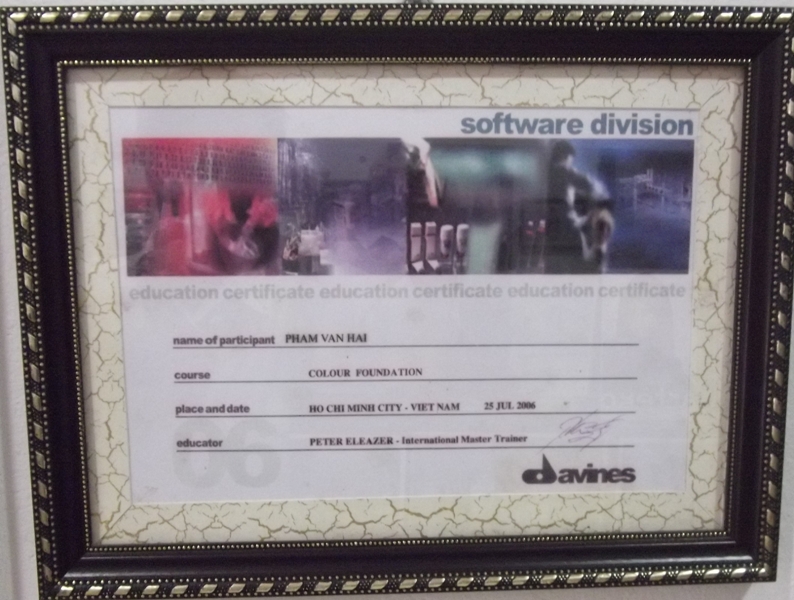 software division
education certificate education certificate education certificate
name of participant PHAM VAN HAI
course COLOUR FOUNDATION
place and date HO CHI MINH CITY - VIET NAM 25 JUL 2006
educator PETER ELEAZER - International Master Trainer
06
davines